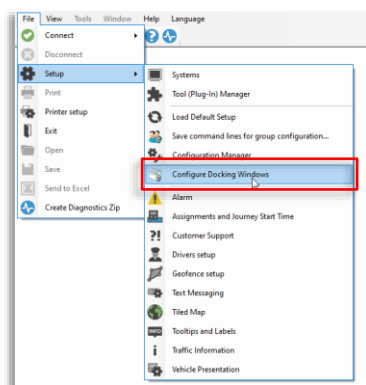 File View Tools Window Help Language
Connect
Disconnect
Setup
Print
Printer setup
Exit
Open
Save
Send to Excel
Create Diagnostics Zip
Systems
Tool (Plug-In) Manager
Load Default Setup
Save command lines for group configuration...
Configuration Manager
Configure Docking Windows
Alarm
Assignments and Journey Start Time
?! Customer Support
Drivers setup
Geofence setup
Text Messaging
Tiled Map
INFO Tooltips and Labels
i Traffic Information
Vehicle Presentation